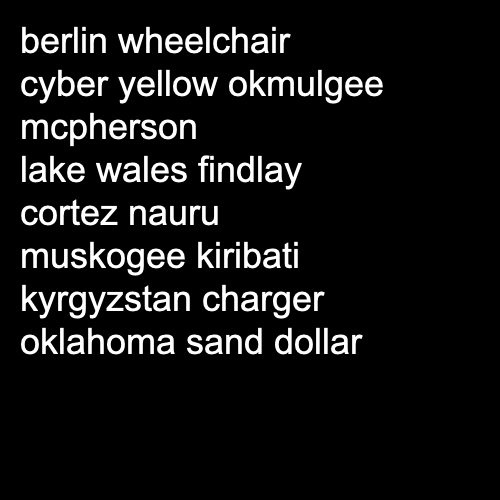 berlin wheelchair
cyber yellow okmulgee
mcpherson
lake wales findlay
cortez nauru
muskogee kiribati
kyrgyzstan charger
oklahoma sand dollar